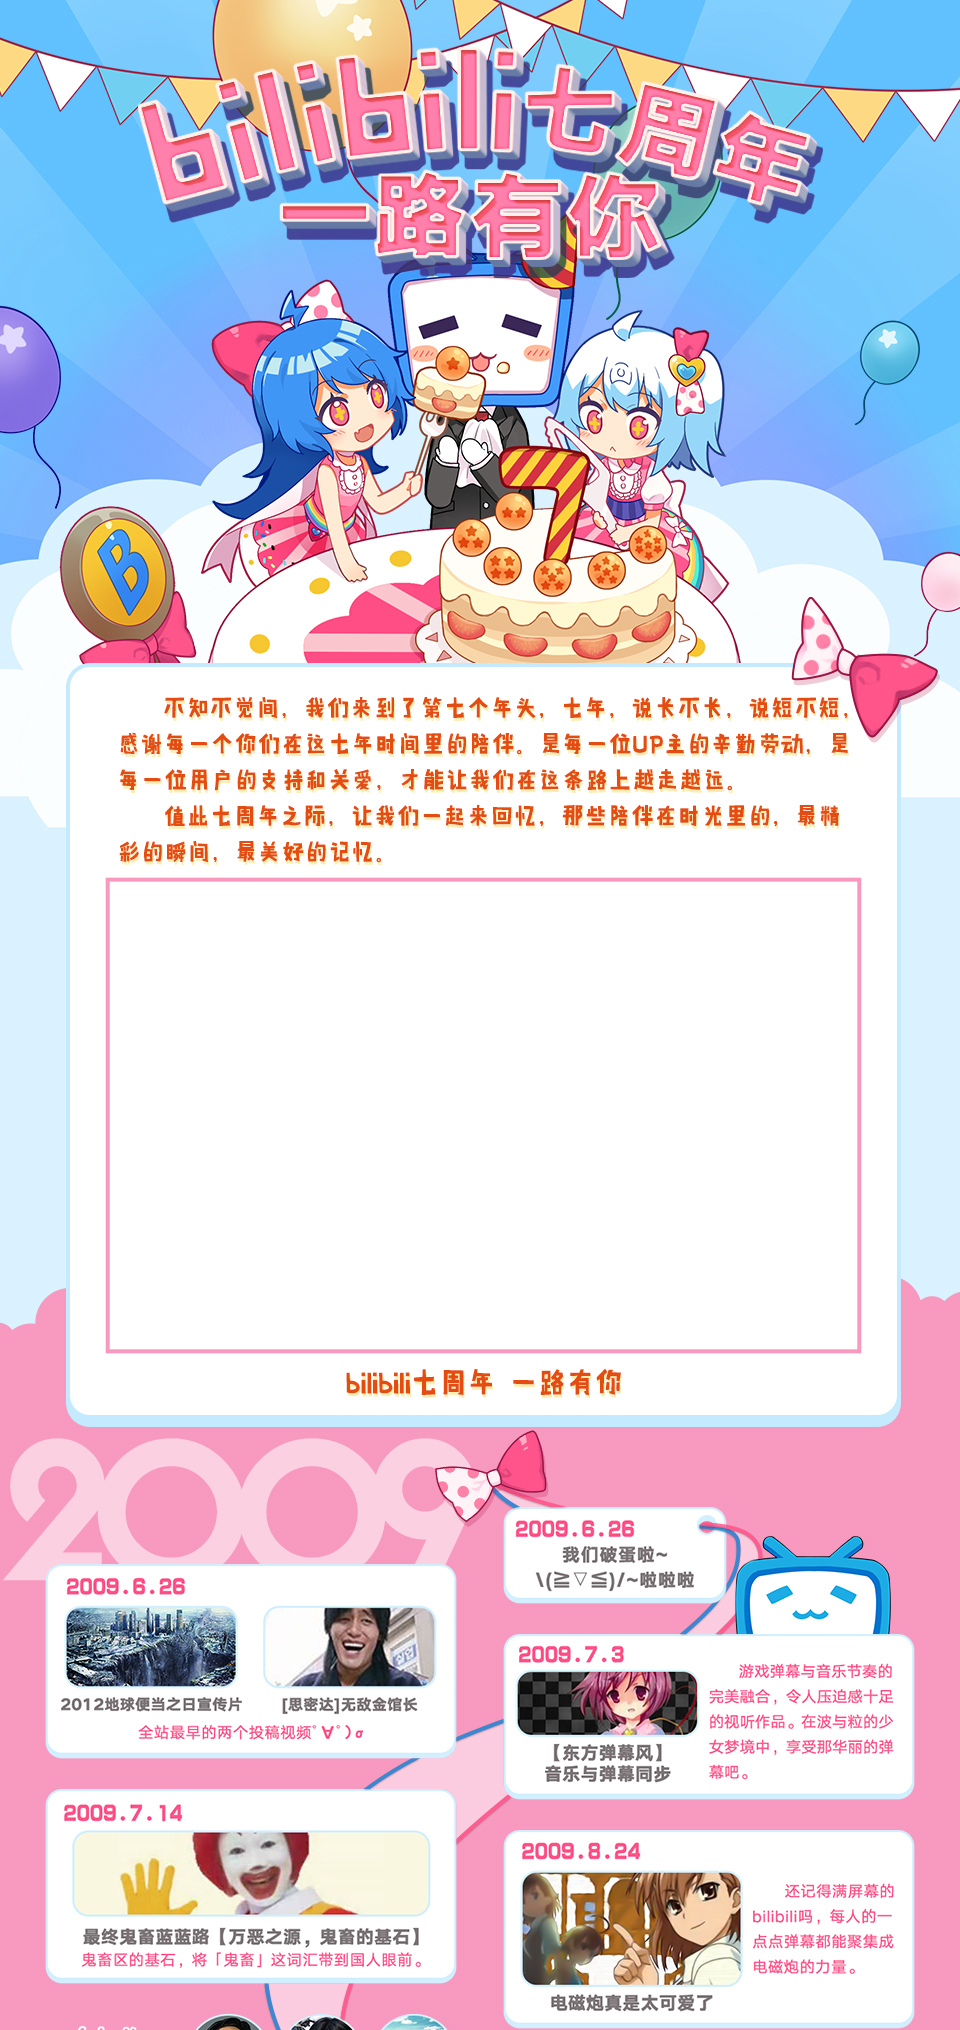 bilibili七周年
一路有你
B
7
不知不觉间，我们来到了第七个年头，七年，说长不长，说短不短，
感谢每一个你们在这七年时间里的陪伴。是每一位UP主的辛勤劳动，是
每一位用户的支持和关爱，才能让我们在这条路上越走越远。
值此七周年之际，让我们一起来回忆，那些陪伴在时光里的，最精
彩的瞬间，最美好的记忆。
bilibili七周年 一路有你
2009
2009.6.26
我们破蛋啦~
\(≧▽≦)/~啦啦啦
2009.6.26
2012地球便当之日宣传片
[思密达]无敌金馆长
全站最早的两个投稿视频ﾟ∀ﾟ)σ
2009.7.3
【东方弹幕风】
音乐与弹幕同步
游戏弹幕与音乐节奏的
完美融合，令人压迫感十足
的视听作品。在波与粒的少
女梦境中，享受那华丽的弹
幕吧。
2009.7.14
最终鬼畜蓝蓝路【万恶之源，鬼畜的基石】
鬼畜区的基石，将「鬼畜」这词汇带到国人眼前。
2009.8.24
还记得满屏幕的
bilibili吗，每人的一
点点弹幕都能聚集成
电磁炮的力量。
电磁炮真是太可爱了